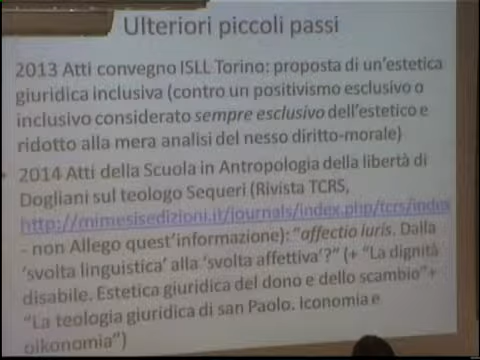 Ulteriori piccoli passi
2013 Atti convegno ISLL Torino: proposta di un'estetica
giuridica inclusiva (contro un positivismo esclusivo o
inclusivo considerato sempre esclusivo dell'estetico e
ridotto alla mera analisi del nesso diritto-morale)
• 2014 Atti della Scuola in Antropologia della libertà di
Dogliani sul teologo Sequeri (Rivista TCRS,
http://mimesisedizioni.it/journals/index.php/tcrs/index
- non Allego quest'informazione): "affectio iuris. Dalla
'svolta linguistica' alla 'svolta affettiva'?" (+ "La dignità
disabile. Estetica giuridica del dono e dello scambio"+
"La teologia giuridica di san Paolo. Iconomia e
oikonomia")